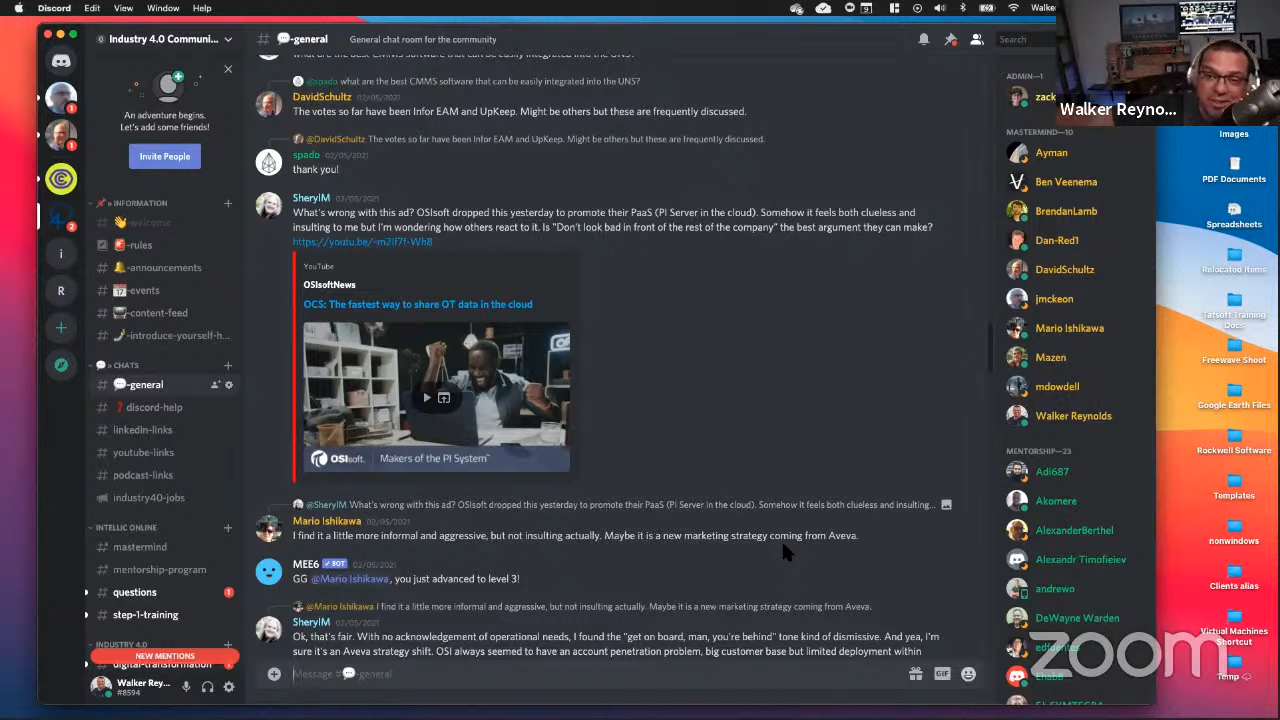 Discord Edit View Window Help
Walke
Industry 4.0 Communi...
💬-general General chat room for the community
Search
An adventure begins.
Let's add some friends!
Invite People
📌 » INFORMATION
👋-welcome
🚨-rules
🔔-announcements
📅-events
-content-feed
-introduce-yourself-h...
💬 » CHATS
💬-general
❓discord-help
linkedin-links
youtube-links
podcast-links
industry40-jobs
INTELLIC ONLINE
mastermind
mentorship-program
questions 1
step-1-training
INDUSTRY 4.0
NEW MENTIONS
digital-transformation
Walker Rey...
#8594
1
1
2
i
R
@spado what are the best CMMS software that can be easily integrated into the UNS?
DavidSchultz 02/05/2021
The votes so far have been Infor EAM and UpKeep. Might be others but these are frequently discussed.
@DavidSchultz The votes so far have been Infor EAM and UpKeep. Might be others but these are frequently discussed.
spado 02/05/2021
thank you!
SherylM 02/05/2021
What's wrong with this ad? OSIsoft dropped this yesterday to promote their PaaS (PI Server in the cloud). Somehow it feels both clueless and
insulting to me but I'm wondering how others react to it. Is "Don't look bad in front of the rest of the company" the best argument they can make?
YouTube
OSIsoftNews
OCS: The fastest way to share OT data in the cloud
OSIsoft. Makers of the PI System™
@SherylM What's wrong with this ad? OSIsoft dropped this yesterday to promote their PaaS (PI Server in the cloud). Somehow it feels both clueless and insulting...
Mario Ishikawa 02/05/2021
I find it a little more informal and aggressive, but not insulting actually. Maybe it is a new marketing strategy coming from Aveva.
MEE6 ✓ BOT 02/05/2021
GG @Mario Ishikawa, you just advanced to level 3!
@Mario Ishikawa I find it a little more informal and aggressive, but not insulting actually. Maybe it is a new marketing strategy coming from Aveva.
SherylM 02/05/2021
Ok, that's fair. With no acknowledgement of operational needs, I found the "get on board, man, you're behind" tone kind of dismissive. And yea, I'm
sure it's an Aveva strategy shift. OSI always seemed to have an account penetration problem, big customer base but limited deployment within
Message #💬-general
GIF
ADMIN—1
zack
MASTERMIND—10
Ayman
Ben Veenema
BrendanLamb
Dan-Red1
DavidSchultz
jmckeon
Mario Ishikawa
Mazen
mdowdell
Walker Reynolds
MENTORSHIP—23
Adi687
Akomere
AlexanderBerthel
Alexandr Timofieiev
andrewo
DeWayne Warden
edfuentes
Walker Reyno...
Images
PDF Documents
Spreadsheets
Relocated Items
Tatsoft Training
Docs
Freewave Shoot
Google Earth Files
Rockwell Software
Templates
nonwindows
Clients alias
Virtual Machines
Shortcut
Temp
zoom